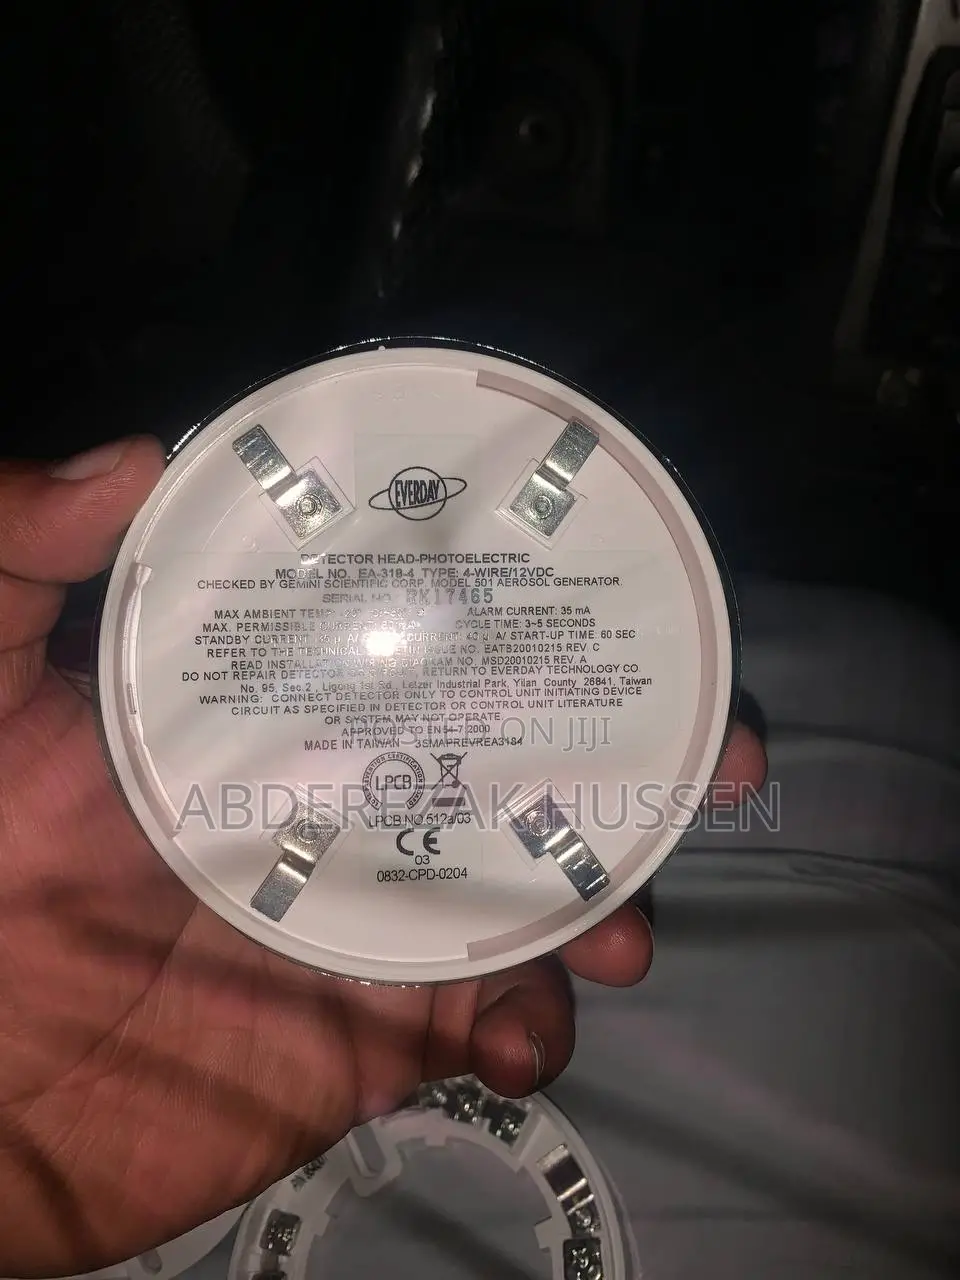 EVERDAY
DETECTOR HEAD-PHOTOELECTRIC
MODEL NO. EA-318-4 TYPE: 4-WIRE/12VDC
CHECKED BY GEMINI SCIENTIFIC CORP. MODEL 501 AEROSOL GENERATOR.
SERIAL NO. RK17465
MAX AMBIENT TEMP ALARM CURRENT: 35 mA
MAX. PERMISSIBLE CURRENT: CYCLE TIME: 3~5 SECONDS
STANDBY CURRENT: 35 µ A/ CURRENT: 40 µ A/ START-UP TIME: 60 SEC
REFER TO THE TECHNICAL BULLETIN ISSUE NO. EATB20010215 REV. C
READ INSTALLATION WIRING DIAGRAM NO. MSD20010215 REV. A
DO NOT REPAIR DETECTOR RETURN TO EVERDAY TECHNOLOGY CO.
No. 95, Sec.2, Ligong 1st Rd., Letzer Industrial Park, Yilan County 26841, Taiwan
WARNING: CONNECT DETECTOR ONLY TO CONTROL UNIT INITIATING DEVICE
CIRCUIT AS SPECIFIED IN DETECTOR OR CONTROL UNIT LITERATURE
OR SYSTEM MAY NOT OPERATE.
APPROVED TO EN54-7:2000
POSTED ON JIJI
MADE IN TAIWAN 3SMAPREVREA3184
LPCB
ABDEREZAK HUSSEN
LPCB.NO.512a/03
CE
03
0832-CPD-0204